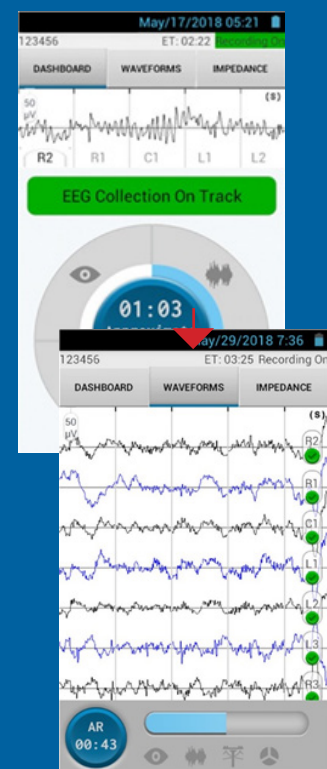 May/17/2018 05:21
123456 ET: 02:22 Recording On
DASHBOARD WAVEFORMS IMPEDANCE
50 (s)
µV
R2 R1 C1 L1 L2
EEG Collection On Track
01:03
ay/29/2018 7:36
123456 ET: 03:25 Recording On
DASHBOARD WAVEFORMS IMPEDANCE
50 (s)
µV
R2
R1
C1
L1
L2
L3
R3
AR
00:43